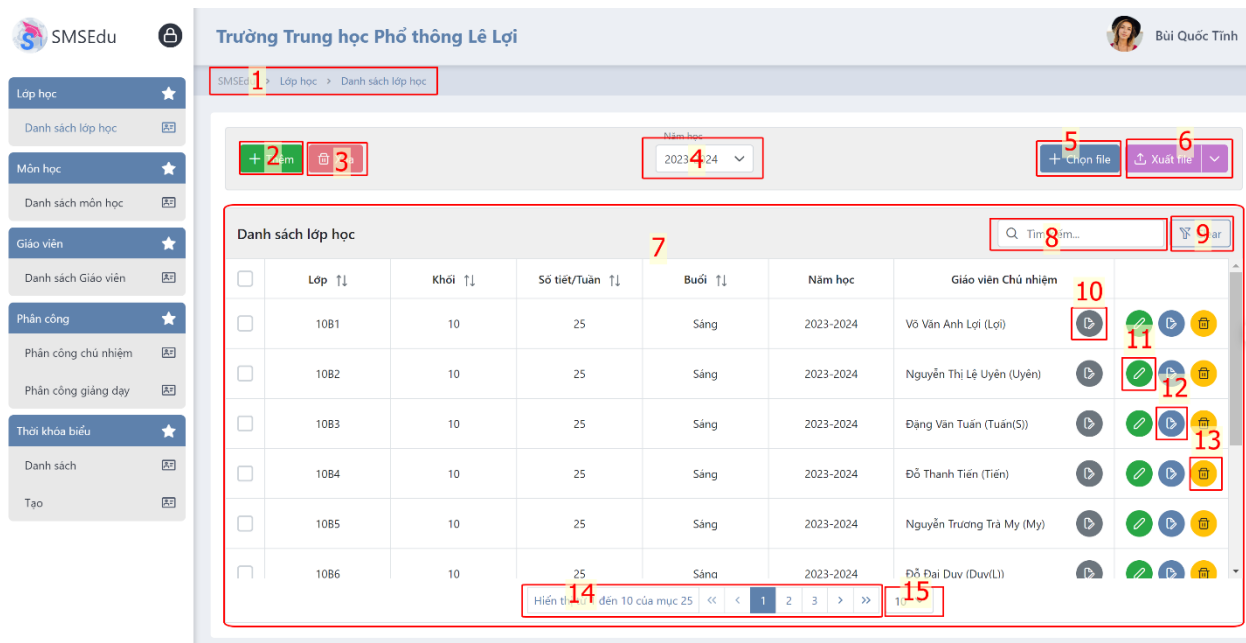 SMSEdu
Trường Trung học Phổ thông Lê Lợi
Bùi Quốc Tĩnh
Lớp học
Danh sách lớp học
Môn học
Danh sách môn học
Giáo viên
Danh sách Giáo viên
Phân công
Phân công chủ nhiệm
Phân công giảng dạy
Thời khóa biểu
Danh sách
Tạo
1 > Lớp học > Danh sách lớp học
2
3
Năm học
4
5
Chọn file
6
Xuất file
Danh sách lớp học
7
8
9
Lớp Khối Số tiết/Tuần Buổi Năm học Giáo viên Chủ nhiệm
10
10B1 10 25 Sáng 2023-2024 Võ Văn Anh Lợi (Lợi)
11
10B2 10 25 Sáng 2023-2024 Nguyễn Thị Lệ Uyên (Uyên)
12
10B3 10 25 Sáng 2023-2024 Đặng Văn Tuấn (Tuấn(S))
13
10B4 10 25 Sáng 2023-2024 Đỗ Thanh Tiến (Tiến)
10B5 10 25 Sáng 2023-2024 Nguyễn Trương Trà My (My)
10B6 10 25 Sáng 2023-2024 Đỗ Đại Duy (Duy(L))
14
Hiển đến 10 của mục 25 << < 1 2 3 > >>
15